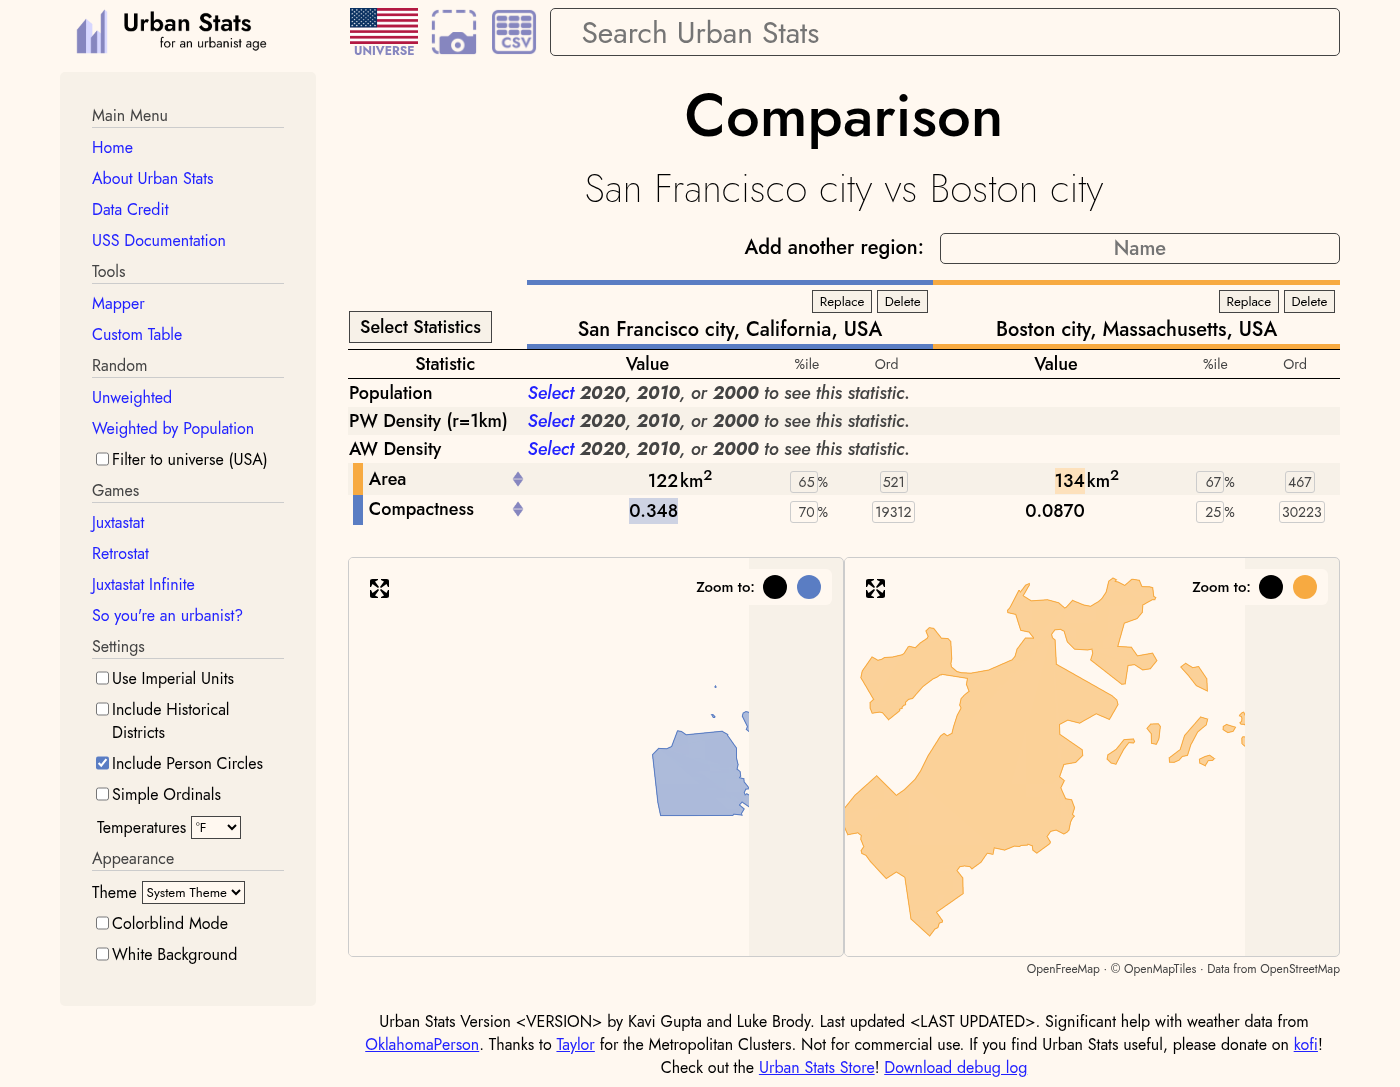 Urban Stats
for an urbanist age
UNIVERSE
CSV
Search Urban Stats
Main Menu
Home
About Urban Stats
Data Credit
USS Documentation
Tools
Mapper
Custom Table
Random
Unweighted
Weighted by Population
Filter to universe (USA)
Games
Juxtastat
Retrostat
Juxtastat Infinite
So you're an urbanist?
Settings
Use Imperial Units
Include Historical
Districts
Include Person Circles
Simple Ordinals
Temperatures °F
Appearance
Theme System Theme
Colorblind Mode
White Background
Comparison
San Francisco city vs Boston city
Add another region: Name
Replace Delete Replace Delete
Select Statistics San Francisco city, California, USA Boston city, Massachusetts, USA
Statistic Value %ile Ord Value %ile Ord
Population Select 2020, 2010, or 2000 to see this statistic.
PW Density (r=1km) Select 2020, 2010, or 2000 to see this statistic.
AW Density Select 2020, 2010, or 2000 to see this statistic.
Area 122 km² 65% 521 134 km² 67% 467
Compactness 0.348 70% 19312 0.0870 25% 30223
Zoom to: Zoom to:
OpenFreeMap · © OpenMapTiles · Data from OpenStreetMap
Urban Stats Version <VERSION> by Kavi Gupta and Luke Brody. Last updated <LAST UPDATED>. Significant help with weather data from
OklahomaPerson. Thanks to Taylor for the Metropolitan Clusters. Not for commercial use. If you find Urban Stats useful, please donate on kofi!
Check out the Urban Stats Store! Download debug log